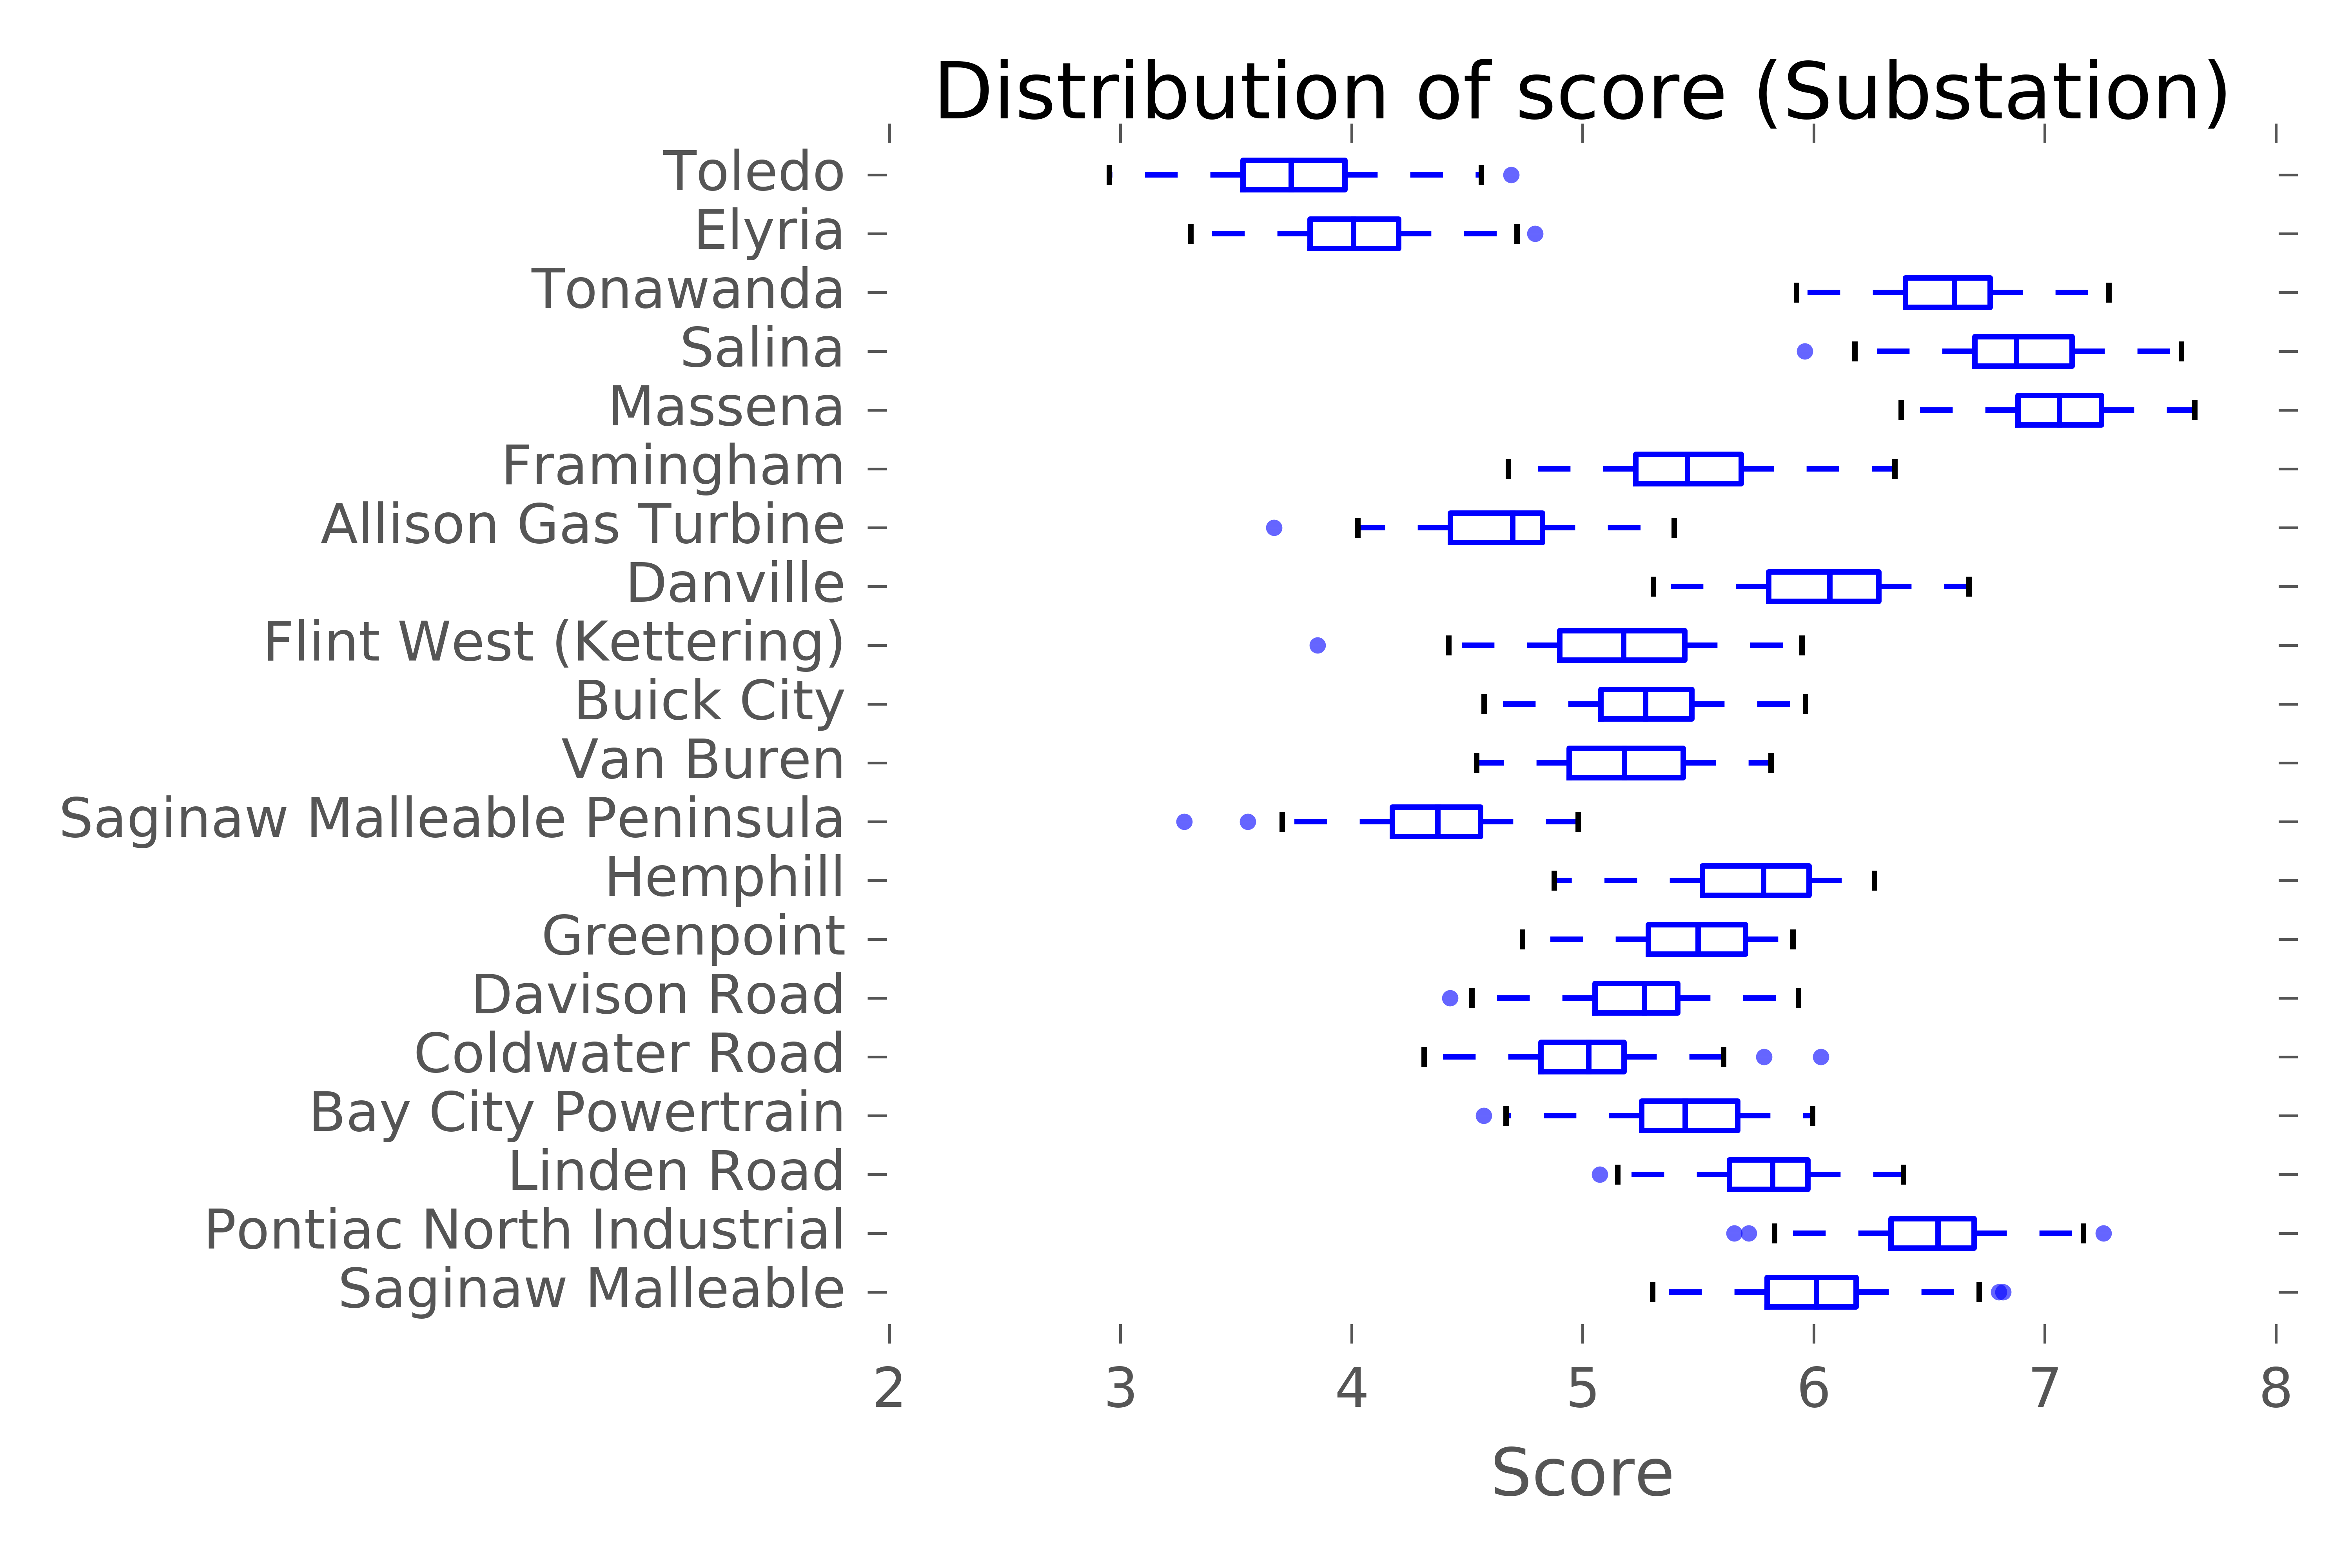 Distribution of score (Substation)
Toledo
Elyria
Tonawanda
Salina
Massena
Framingham
Allison Gas Turbine
Danville
Flint West (Kettering)
Buick City
Van Buren
Saginaw Malleable Peninsula
Hemphill
Greenpoint
Davison Road
Coldwater Road
Bay City Powertrain
Linden Road
Pontiac North Industrial
Saginaw Malleable
2 3 4 5 6 7 8
Score